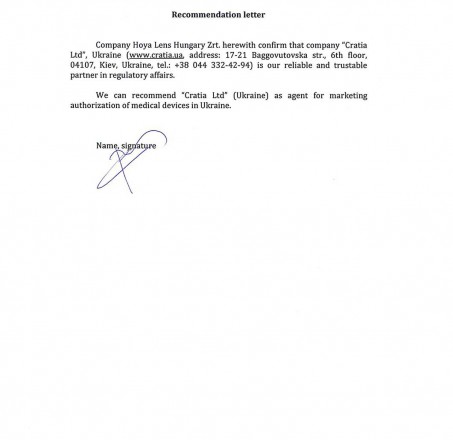 Recommendation letter
Company Hoya Lens Hungary Zrt. herewith confirm that company "Cratia
Ltd", Ukraine (www.cratia.ua, address: 17-21 Baggovutovska str., 6th floor,
04107, Kiev, Ukraine, tel.: +38 044 332-42-94) is our reliable and trustable
partner in regulatory affairs.
We can recommend "Cratia Ltd" (Ukraine) as agent for marketing
authorization of medical devices in Ukraine.
Name, signature